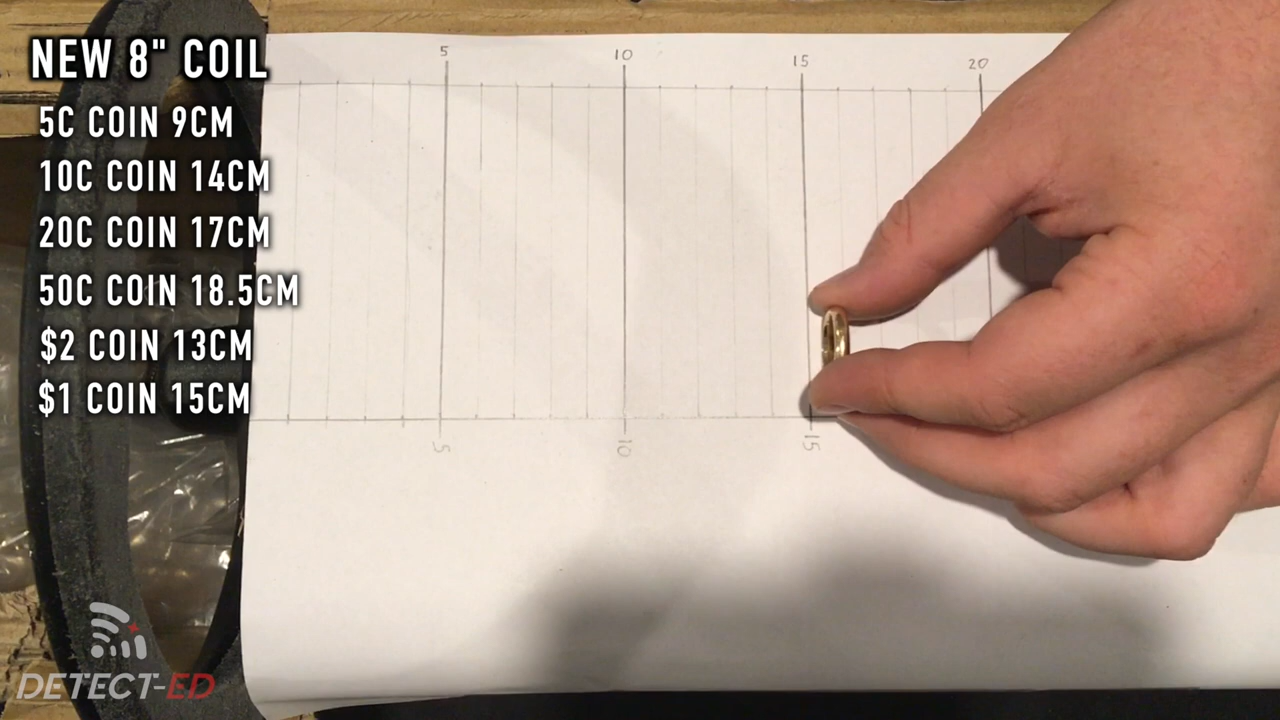 NEW 8" COIL
5C COIN 9CM
10C COIN 14CM
20C COIN 17CM
50C COIN 18.5CM
$2 COIN 13CM
$1 COIN 15CM
5 10 15 20
5 10 15
DETECT-ED